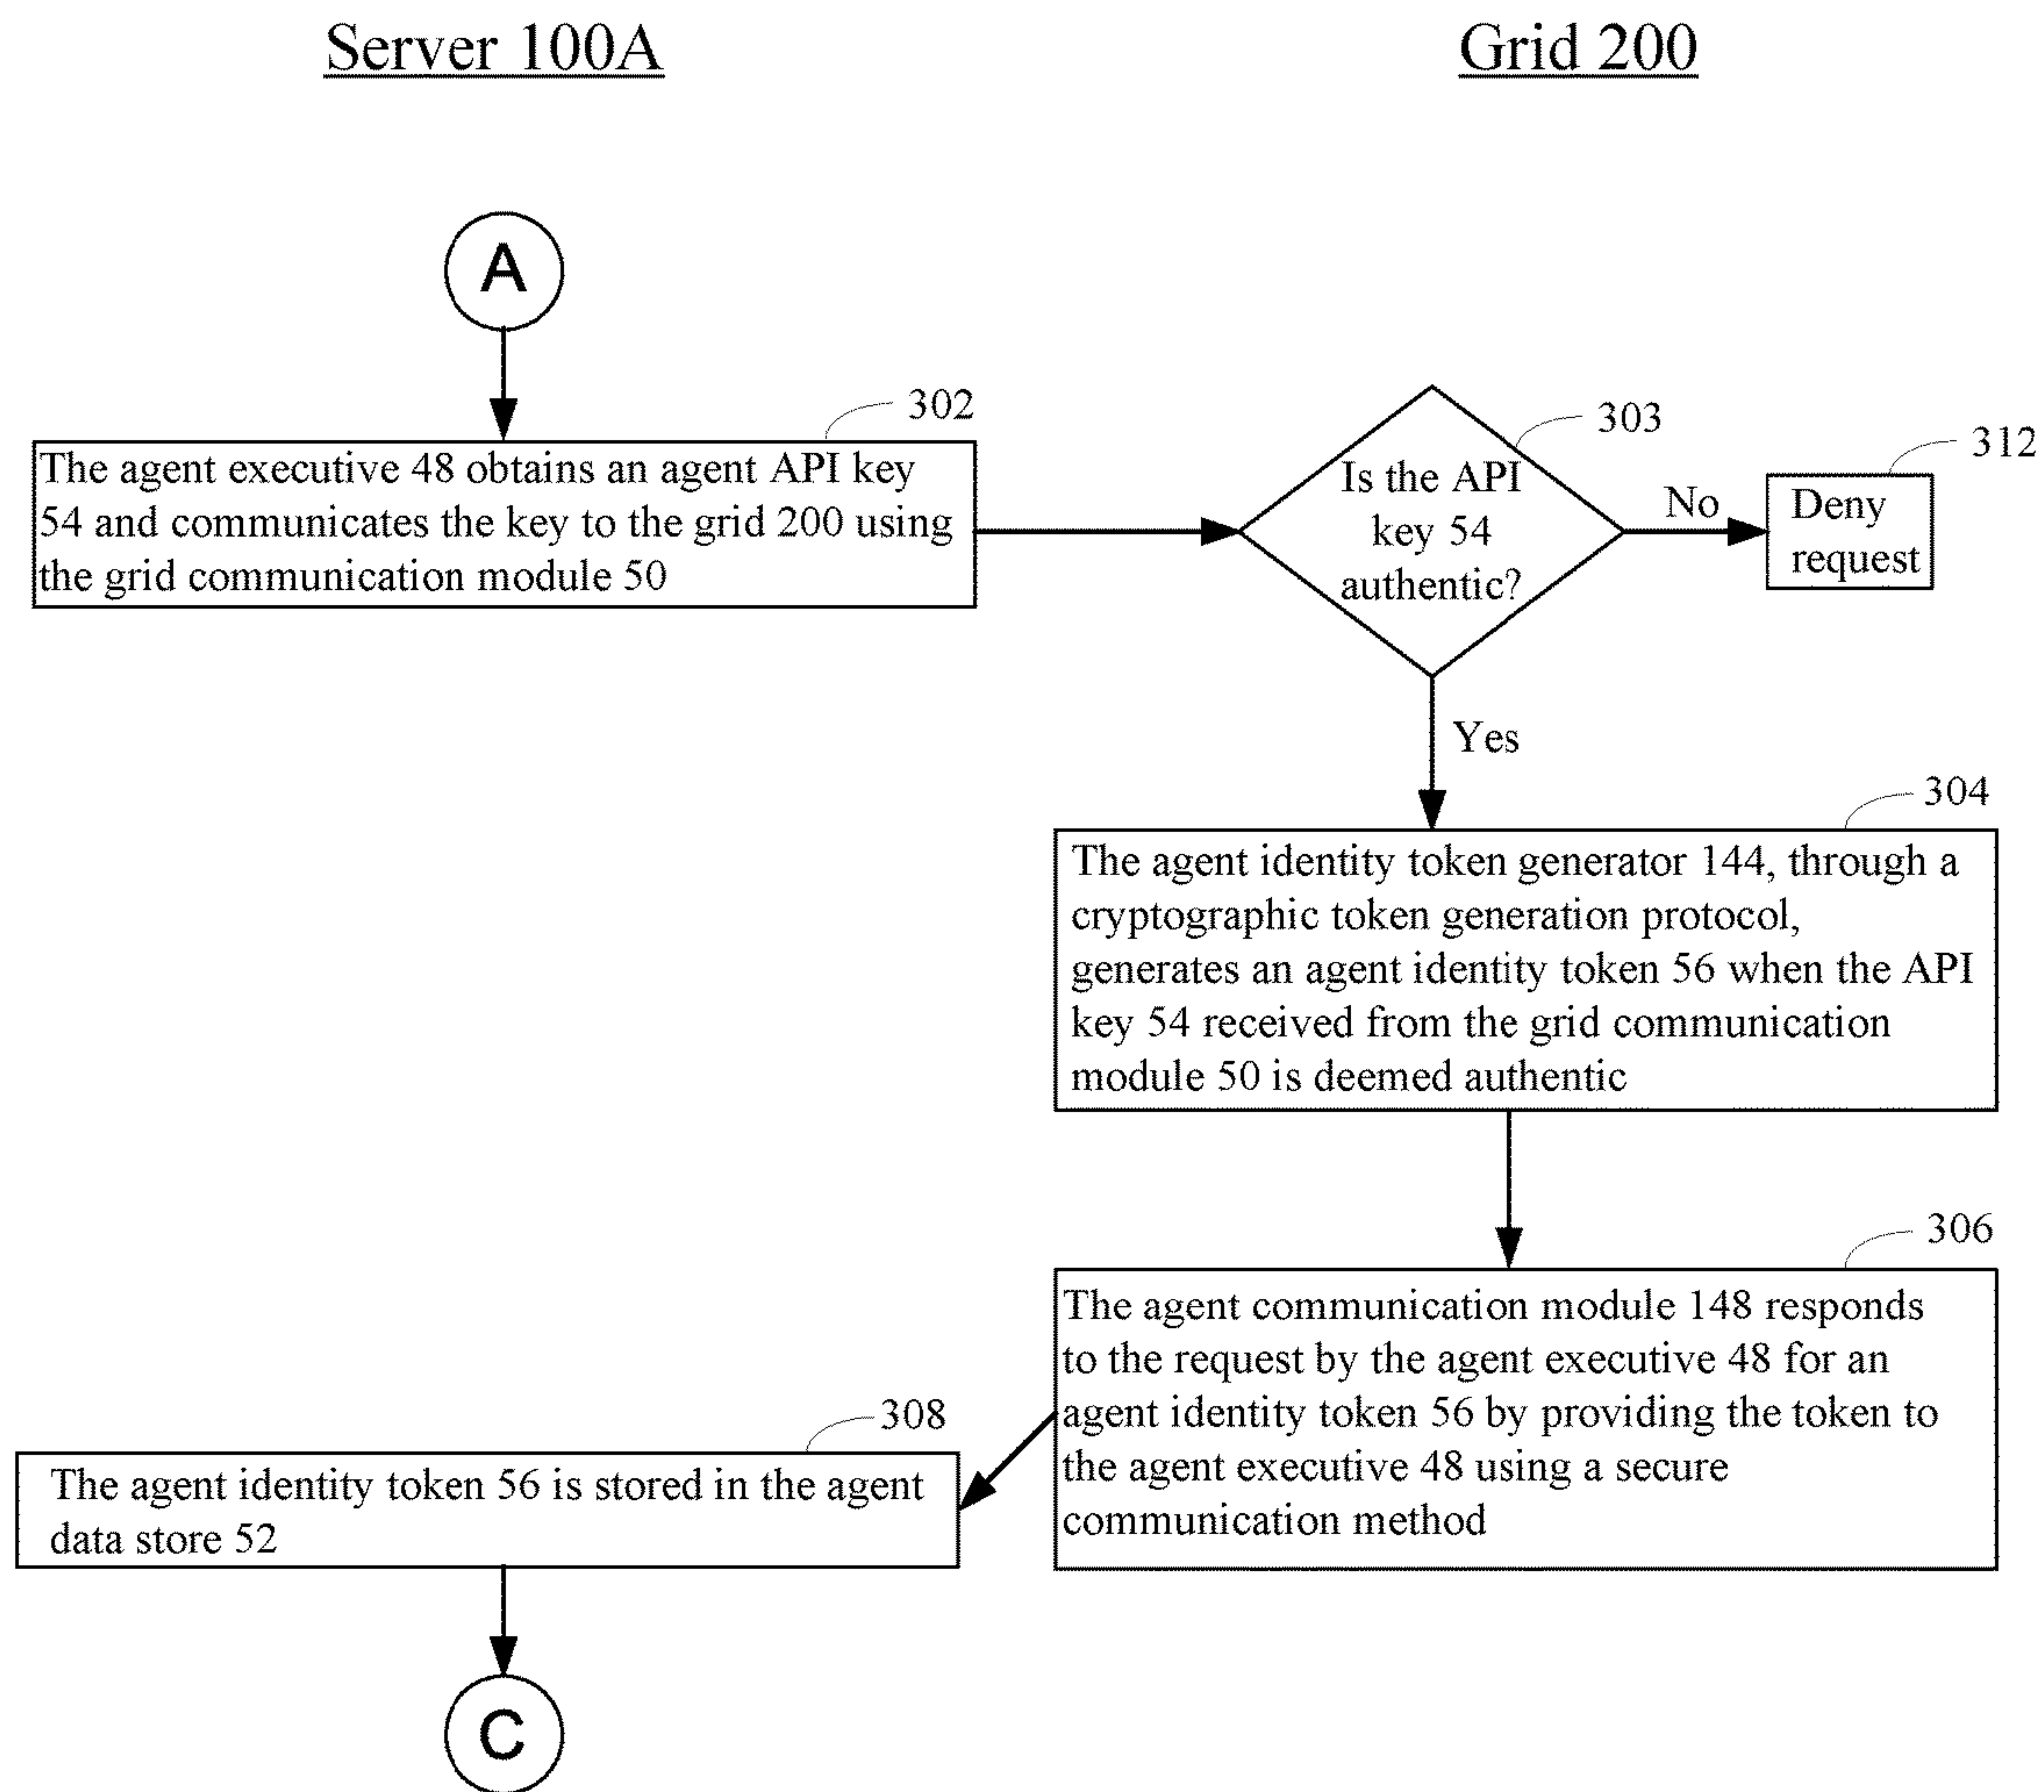 Server 100A
Grid 200
A
302
The agent executive 48 obtains an agent API key
54 and communicates the key to the grid 200 using
the grid communication module 50
303
Is the API
key 54
authentic?
No
312
Deny
request
Yes
304
The agent identity token generator 144, through a
cryptographic token generation protocol,
generates an agent identity token 56 when the API
key 54 received from the grid communication
module 50 is deemed authentic
306
The agent communication module 148 responds
to the request by the agent executive 48 for an
agent identity token 56 by providing the token to
the agent executive 48 using a secure
communication method
308
The agent identity token 56 is stored in the agent
data store 52
C